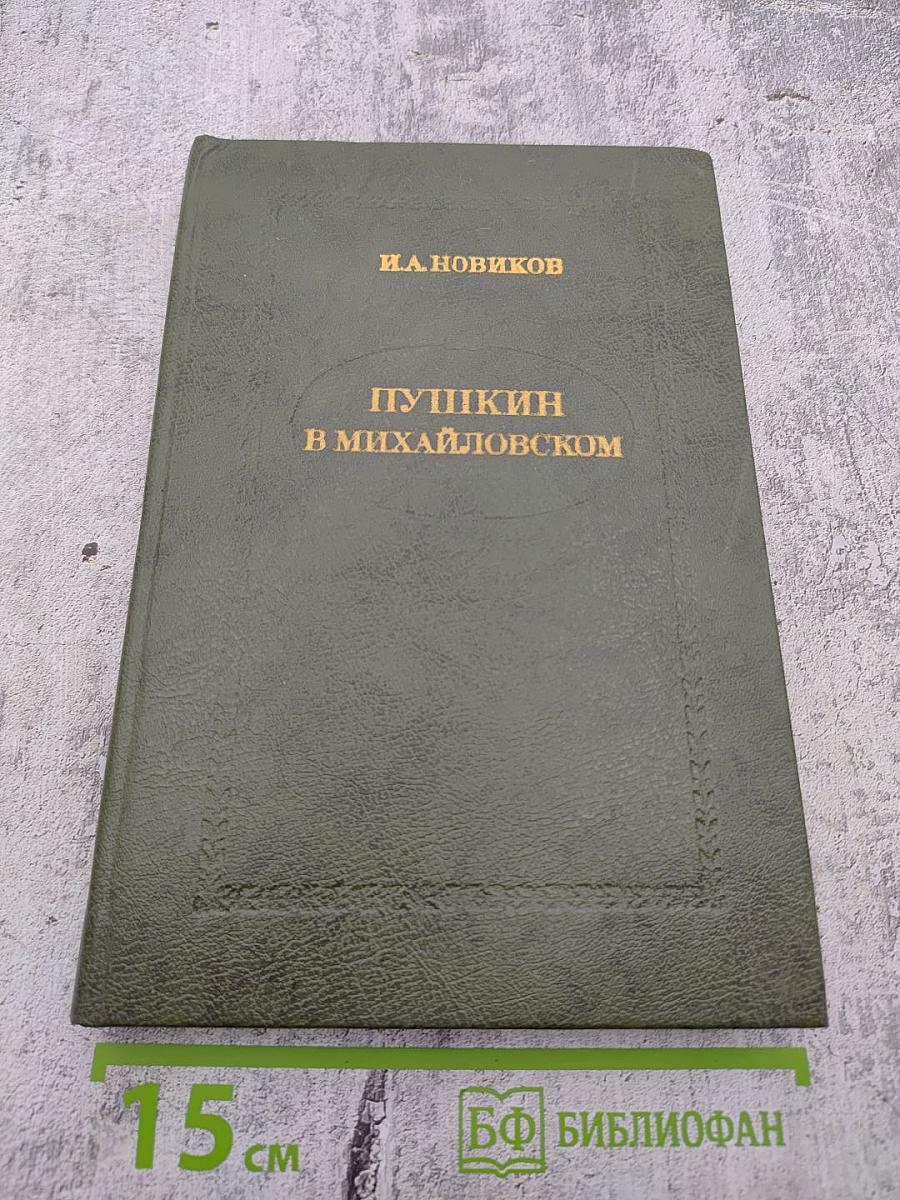 И.А.НОВИКОВ
ПУШКИН
В МИХАЙЛОВСКОМ
15 см
БФ БИБЛИОФАН